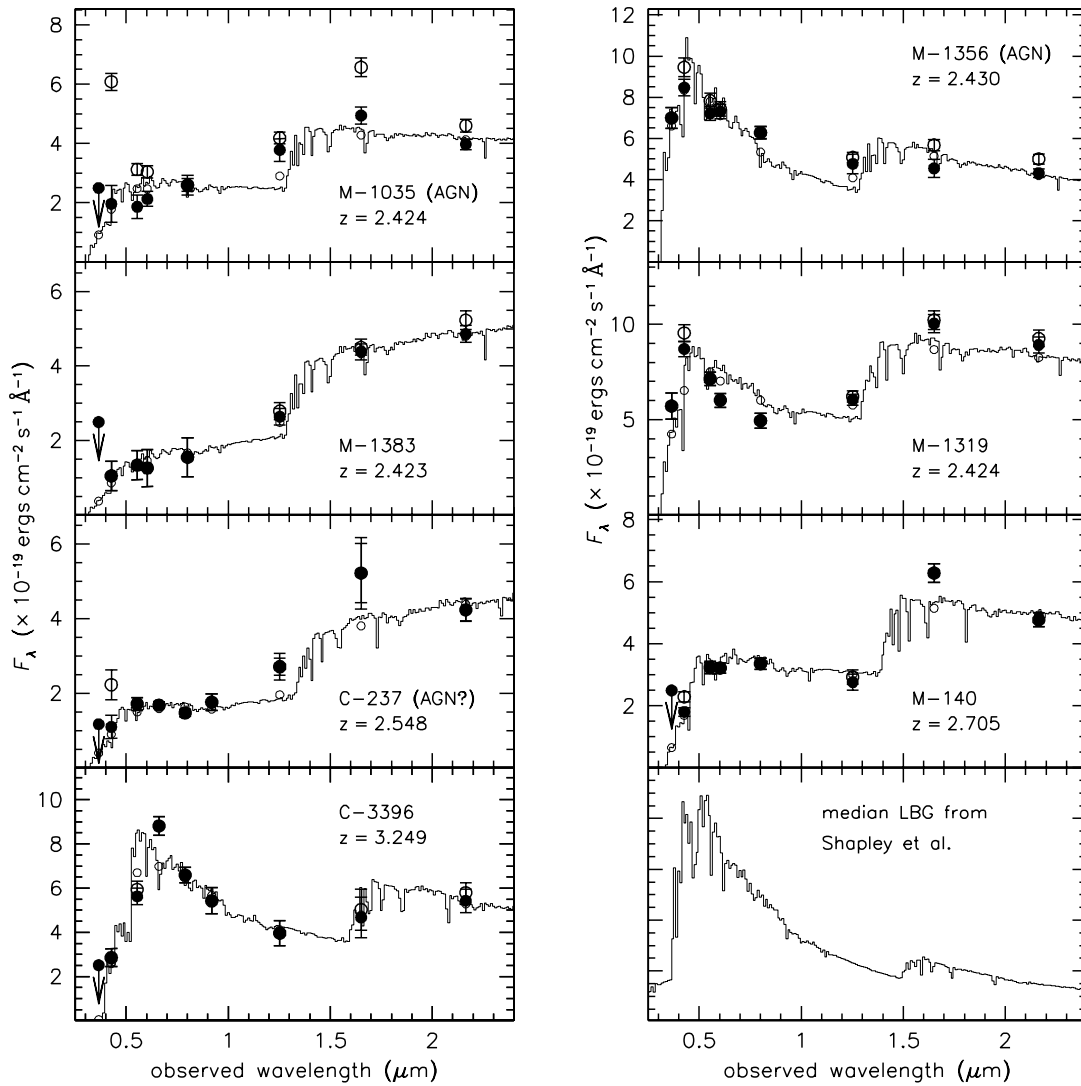 8
6
4
2
M-1035 (AGN)
z = 2.424
6
4
2
M-1383
z = 2.423
6
4
2
C-237 (AGN?)
z = 2.548
10
8
6
4
2
C-3396
z = 3.249
0.5
1
1.5
2
observed wavelength (μm)
Fλ (× 10−19 ergs cm−2 s−1 Å−1)
12
10
8
6
4
2
M-1356 (AGN)
z = 2.430
10
5
M-1319
z = 2.424
8
6
4
2
M-140
z = 2.705
median LBG from
Shapley et al.
0.5
1
1.5
2
observed wavelength (μm)
Fλ (× 10−19 ergs cm−2 s−1 Å−1)